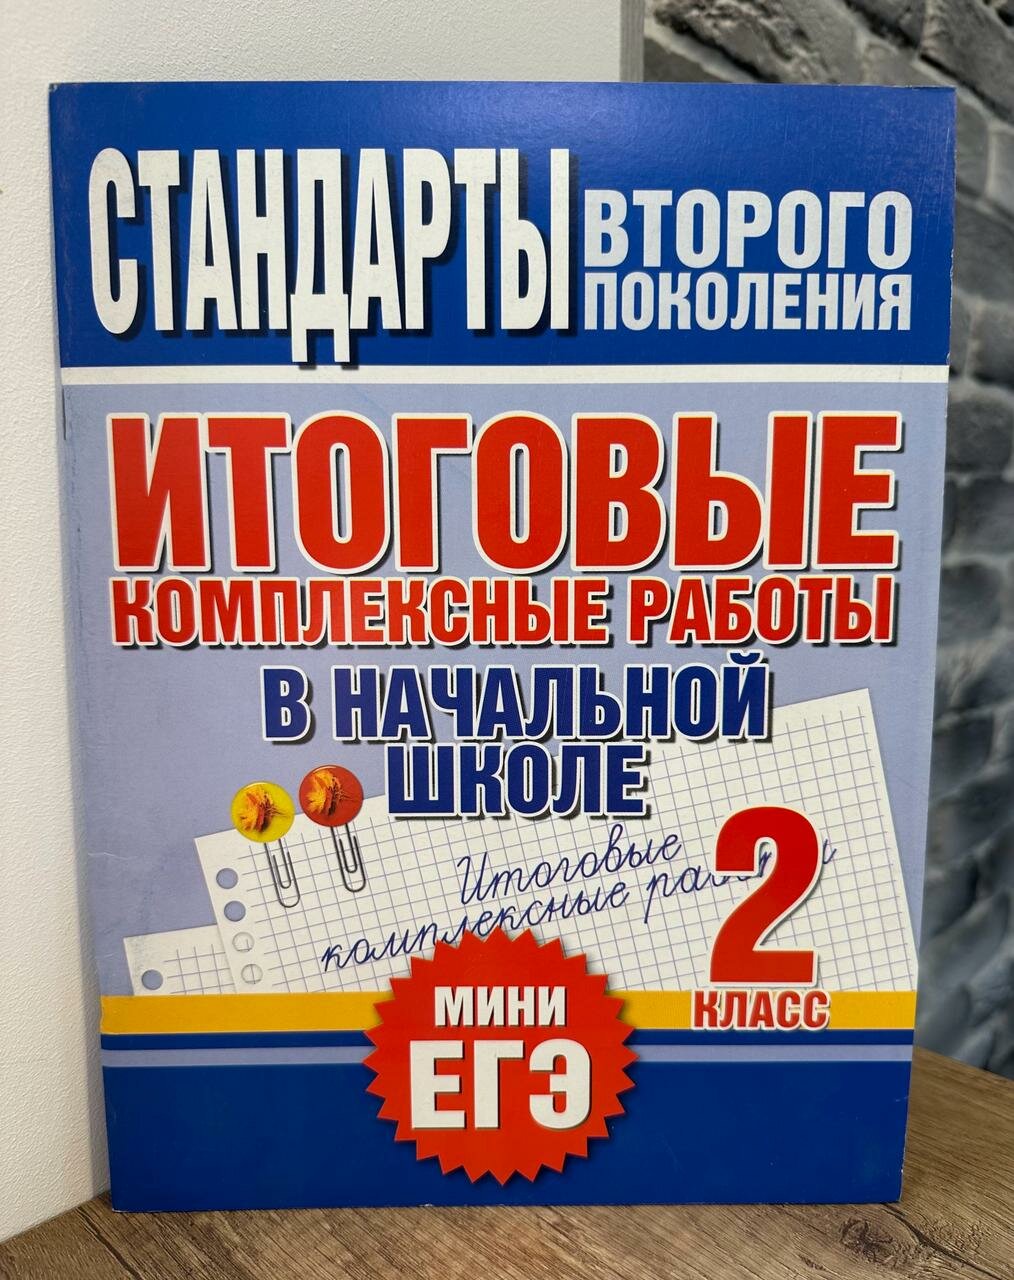 СТАНДАРТЫ ВТОРОГО
ПОКОЛЕНИЯ
ИТОГОВЫЕ
КОМПЛЕКСНЫЕ РАБОТЫ
В НАЧАЛЬНОЙ
ШКОЛЕ
Итоговые
комплексные
2
КЛАСС
МИНИ
ЕГЭ